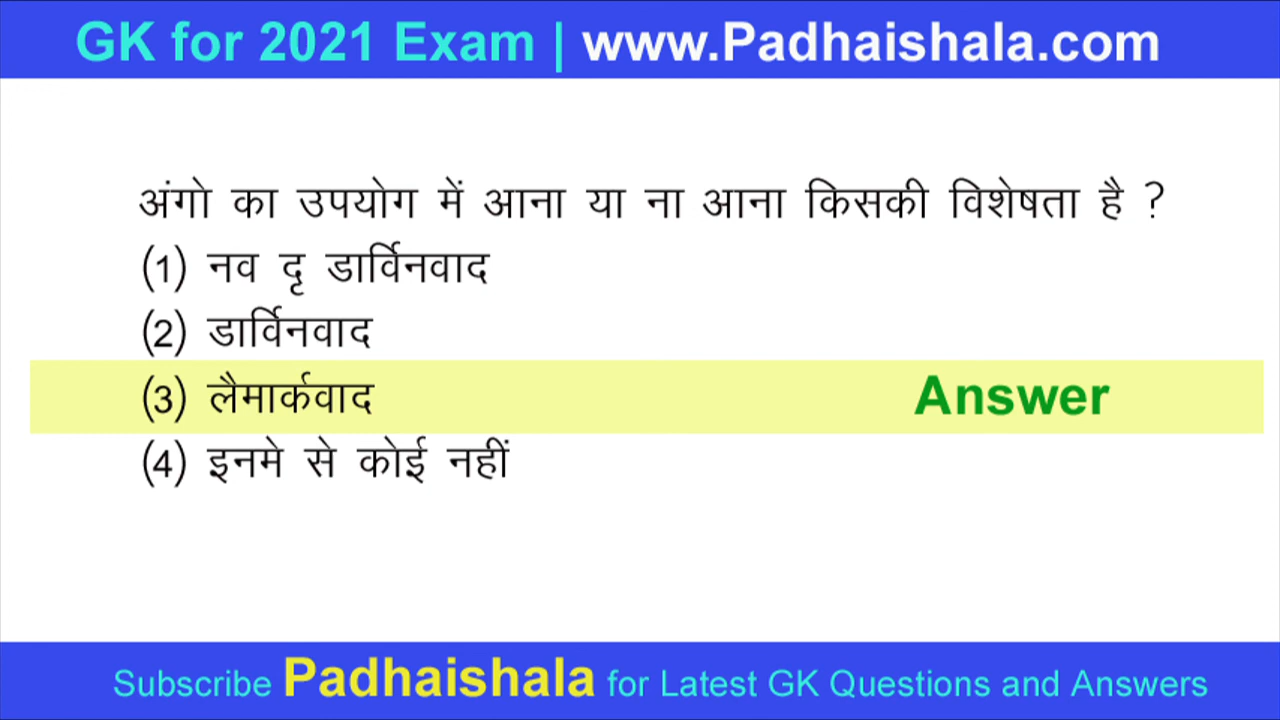 GK for 2021 Exam | www.Padhaishala.com
अंगो का उपयोग में आना या ना आना किसकी विशेषता है ?
(1) नव दृ डार्विनवाद
(2) डार्विनवाद
(3) लैमार्कवाद Answer
(4) इनमे से कोई नहीं
Subscribe Padhaishala for Latest GK Questions and Answers